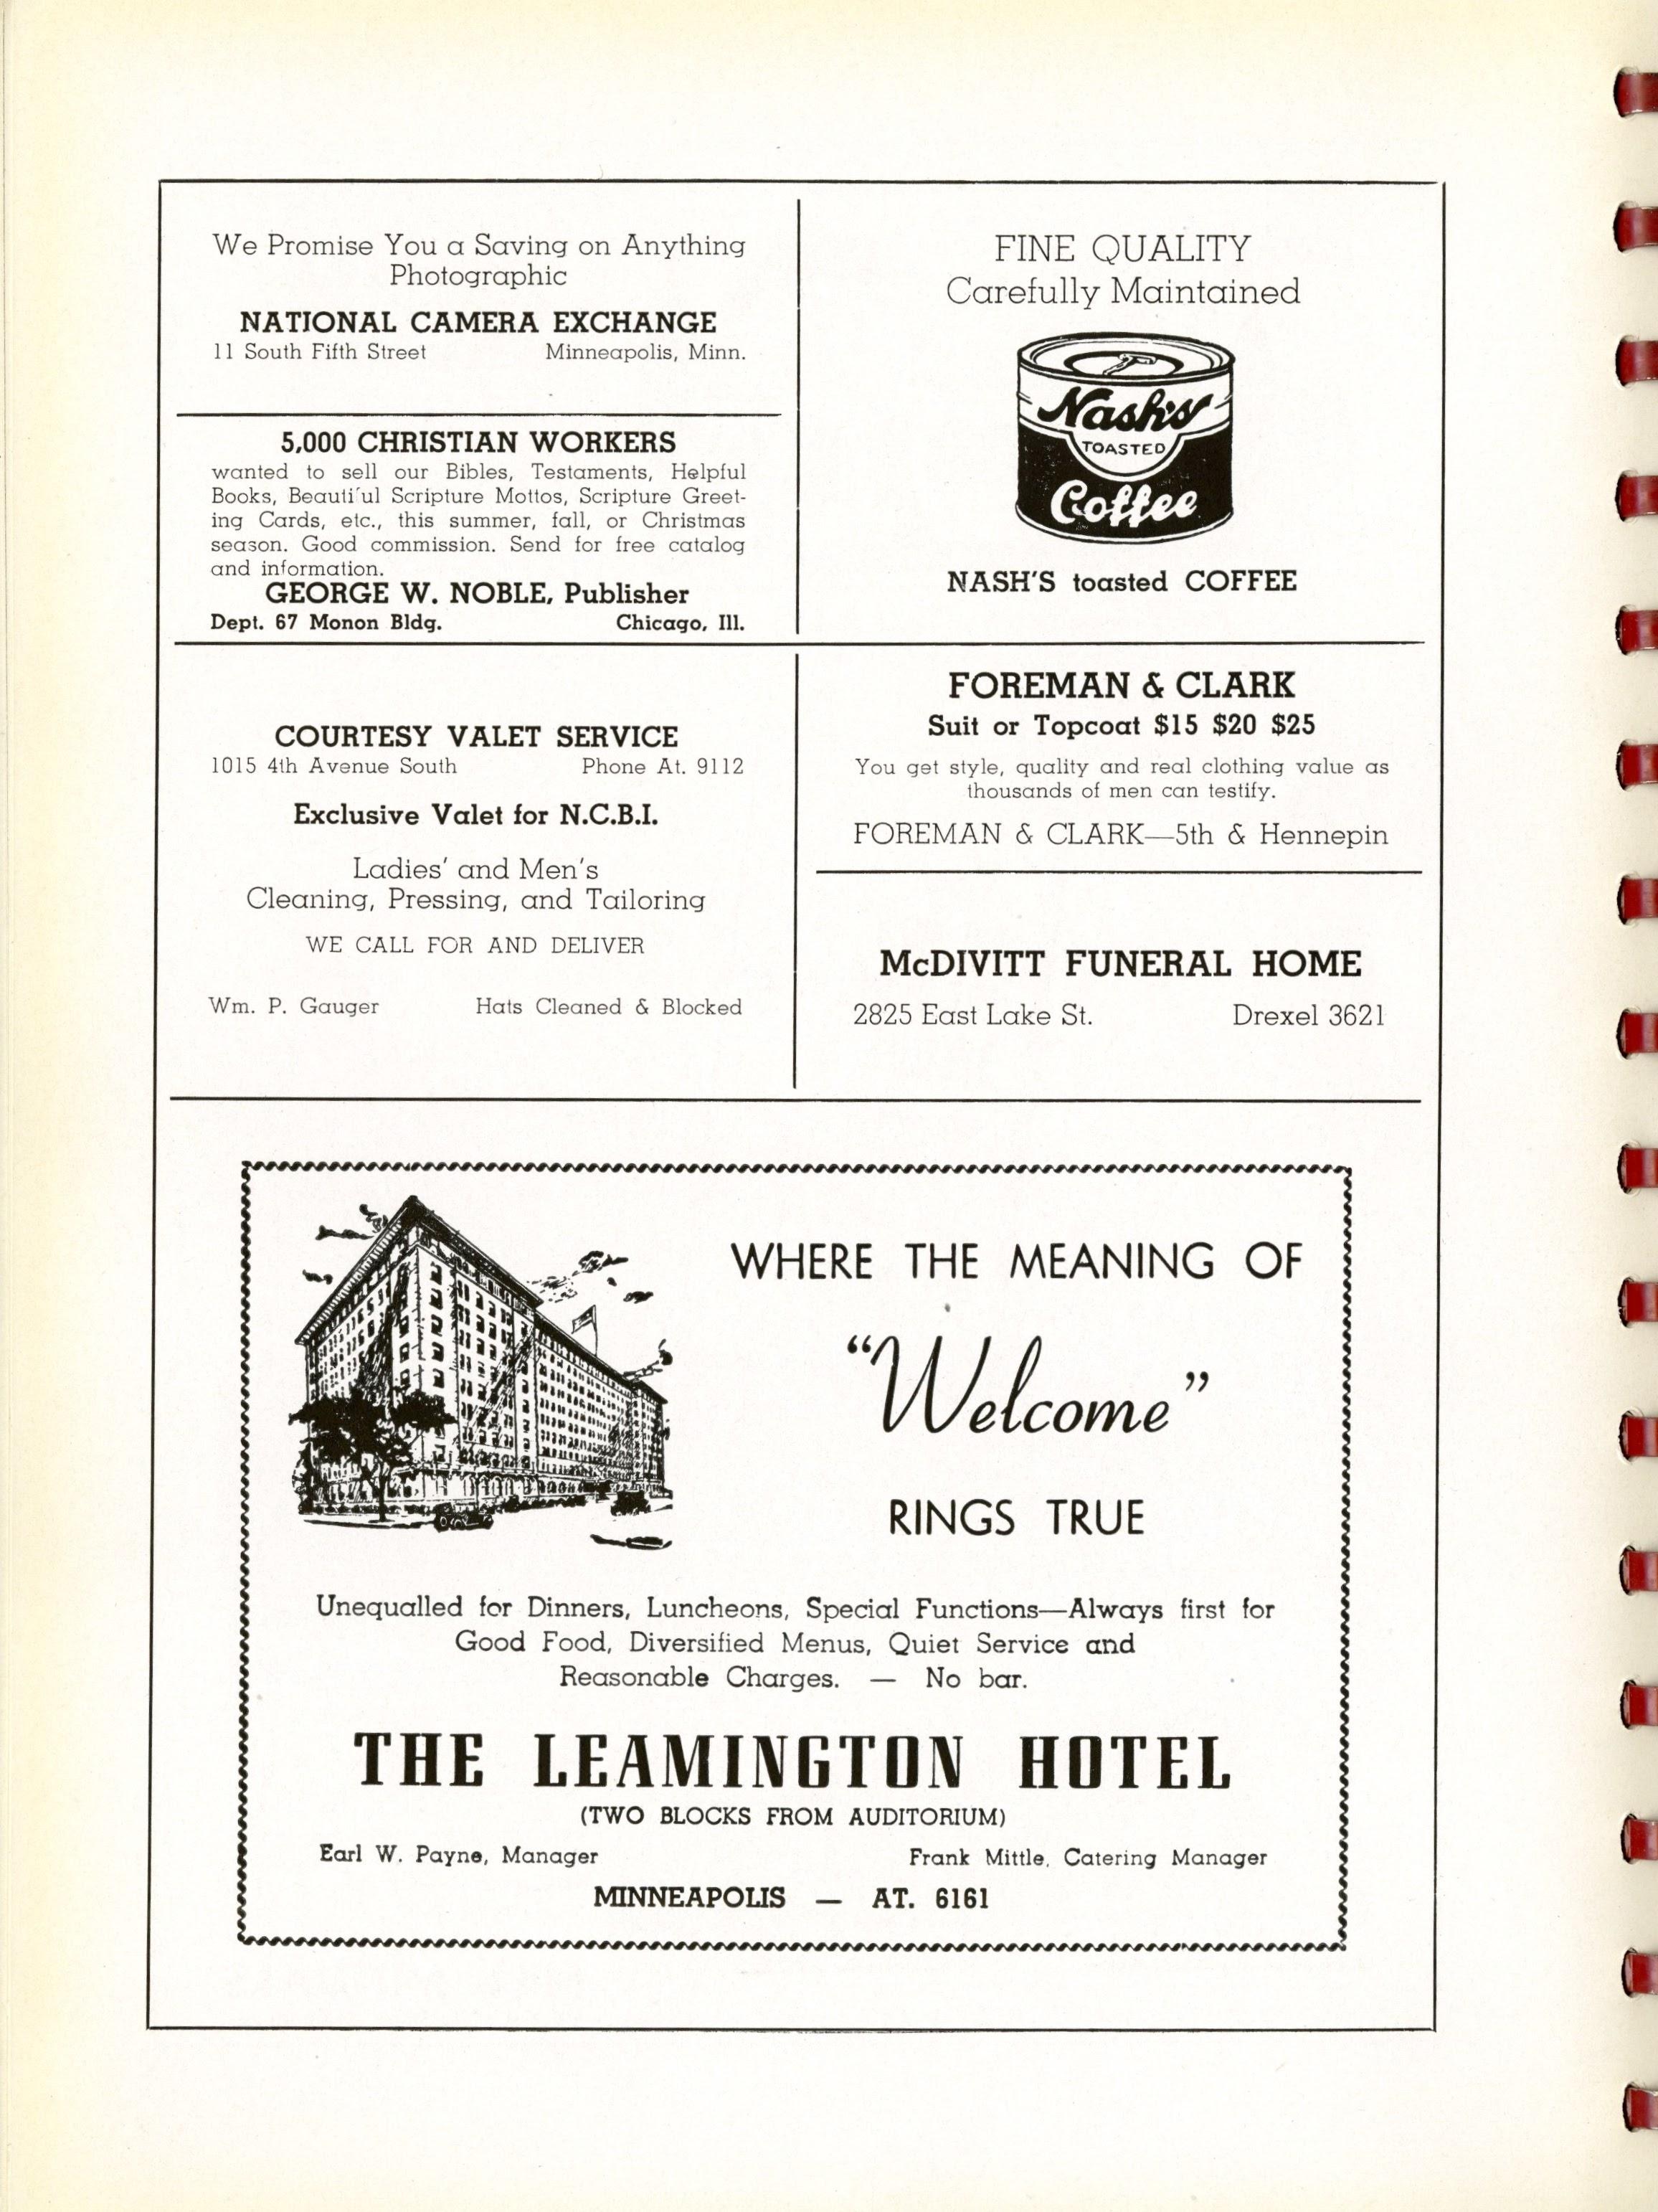 We Promise You a Saving on Anything
Photographic
NATIONAL CAMERA EXCHANGE
11 South Fifth Street Minneapolis, Minn.
5,000 CHRISTIAN WORKERS
wanted to sell our Bibles, Testaments, Helpful
Books, Beautiful Scripture Mottos, Scripture Greet-
ing Cards, etc., this summer, fall, or Christmas
season. Good commission. Send for free catalog
and information.
GEORGE W. NOBLE, Publisher
Dept. 67 Monon Bldg. Chicago, Ill.
FINE QUALITY
Carefully Maintained
Nash's
TOASTED
Coffee
NASH'S toasted COFFEE
COURTESY VALET SERVICE
1015 4th Avenue South Phone At. 9112
Exclusive Valet for N.C.B.I.
Ladies' and Men's
Cleaning, Pressing, and Tailoring
WE CALL FOR AND DELIVER
Wm. P. Gauger Hats Cleaned & Blocked
FOREMAN & CLARK
Suit or Topcoat $15 $20 $25
You get style, quality and real clothing value as
thousands of men can testify.
FOREMAN & CLARK—5th & Hennepin
McDIVITT FUNERAL HOME
2825 East Lake St. Drexel 3621
WHERE THE MEANING OF
"Welcome"
RINGS TRUE
Unequalled for Dinners, Luncheons, Special Functions—Always first for
Good Food, Diversified Menus, Quiet Service and
Reasonable Charges. — No bar.
THE LEAMINGTON HOTEL
(TWO BLOCKS FROM AUDITORIUM)
Earl W. Payne, Manager Frank Mittle, Catering Manager
MINNEAPOLIS — AT. 6161